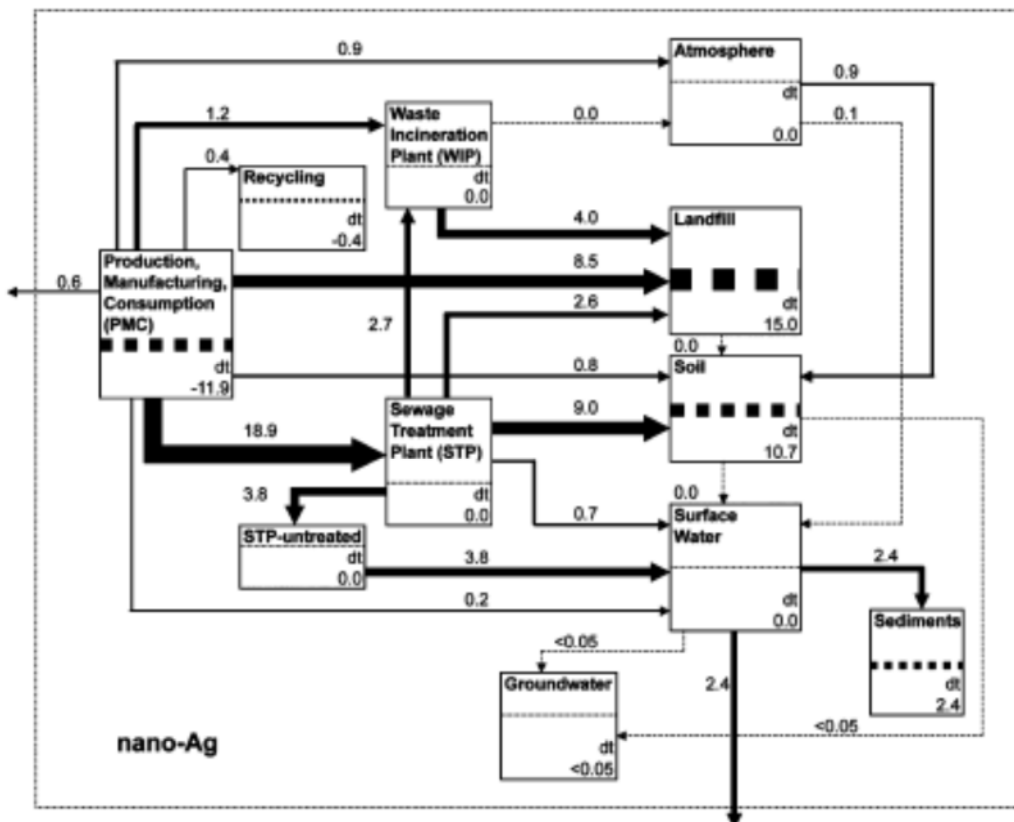 0.9
Atmosphere
0.9
dt
0.0
0.1
1.2
Waste
Incineration
Plant (WIP)
dt
0.0
0.0
0.4
Recycling
dt
-0.4
4.0
Landfill
dt
15.0
Production,
Manufacturing,
Consumption
(PMC)
dt
-11.9
0.6
8.5
2.6
2.7
0.0
0.8
Soil
dt
10.7
Sewage
Treatment
Plant (STP)
dt
0.0
9.0
18.9
3.8
0.0
0.7
Surface
Water
dt
0.0
STP-untreated
dt
0.0
3.8
2.4
0.2
Sediments
dt
2.4
<0.05
2.4
Groundwater
dt
<0.05
<0.05
nano-Ag